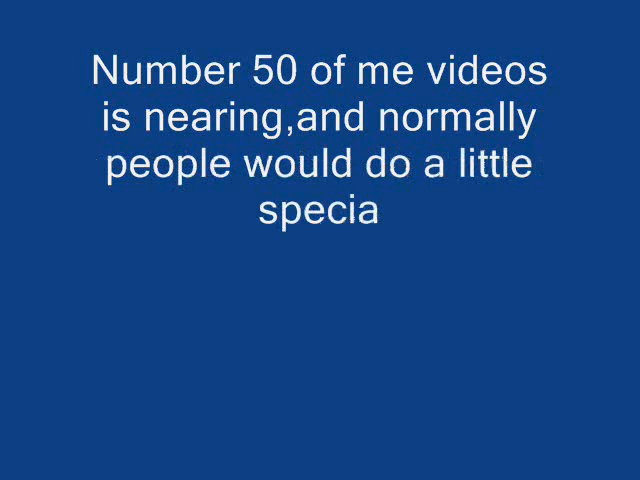 Number 50 of me videos
is nearing,and normally
people would do a little
specia